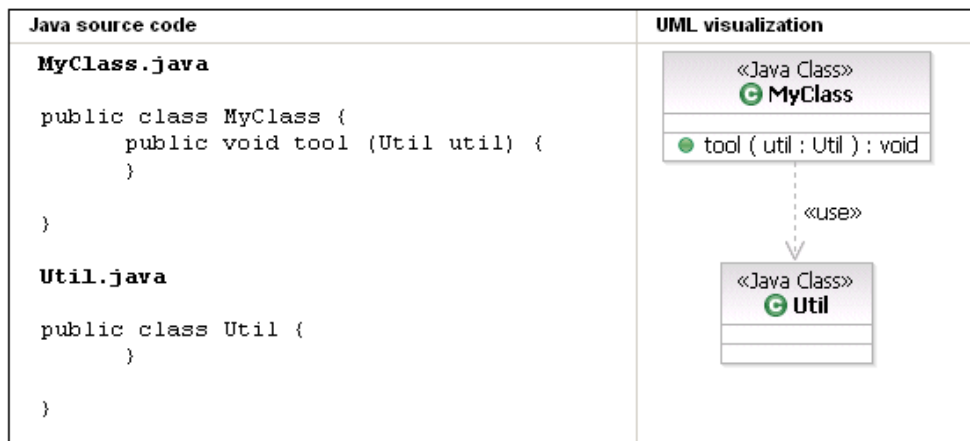 Java source code
UML visualization
MyClass.java
public class MyClass {
public void tool (Util util) {
}
}
Util.java
public class Util {
}
}
«Java Class»
C MyClass
tool ( util : Util ) : void
«use»
«Java Class»
C Util